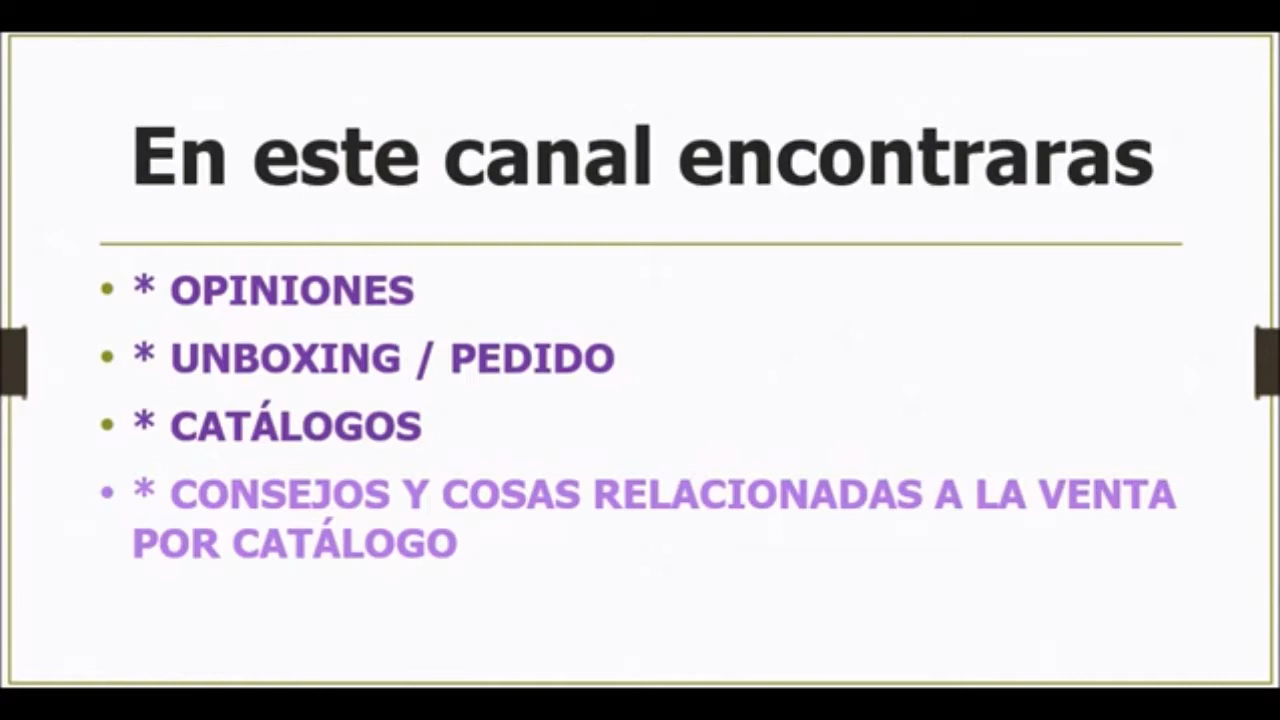 En este canal encontraras
• * OPINIONES
• * UNBOXING / PEDIDO
• * CATÁLOGOS
• * CONSEJOS Y COSAS RELACIONADAS A LA VENTA
POR CATÁLOGO